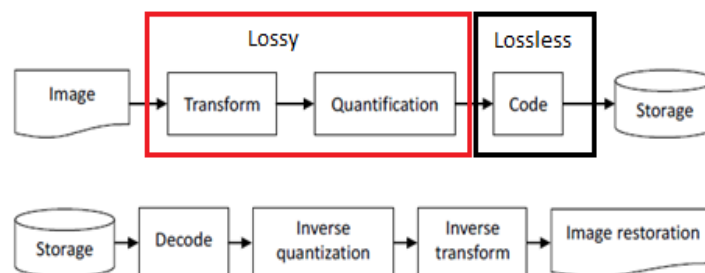 Lossy
Lossless
Image
Transform
Quantification
Code
Storage
Storage
Decode
Inverse
quantization
Inverse
transform
Image restoration